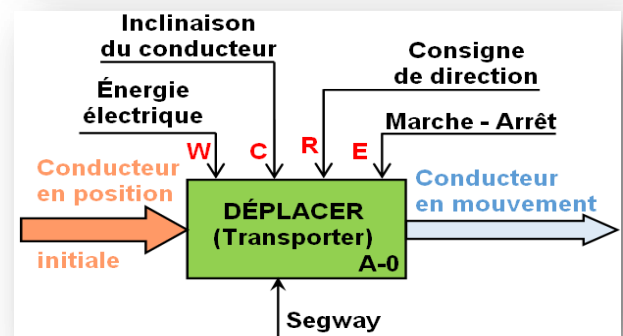 Inclinaison
du conducteur
Consigne
de direction
Énergie
électrique
Marche - Arrêt
W
C
R
E
Conducteur
en position
initiale
DÉPLACER
(Transporter)
A-0
Conducteur
en mouvement
Segway